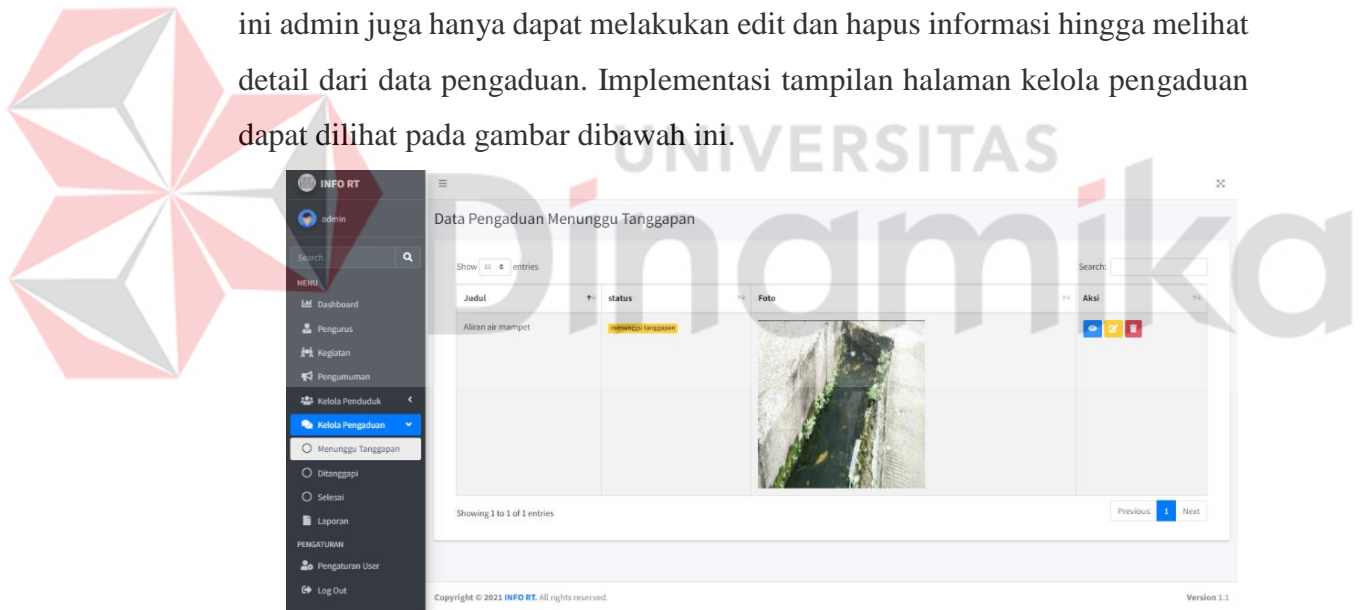 ini admin juga hanya dapat melakukan edit dan hapus informasi hingga melihat
detail dari data pengaduan. Implementasi tampilan halaman kelola pengaduan
dapat dilihat pada gambar dibawah ini.
UNIVERSITAS
Dinamika
INFO RT
admin
Search
MENU
Dashboard
Pengurus
Kegiatan
Pengumuman
Kelola Penduduk
Kelola Pengaduan
Menunggu Tanggapan
Ditanggapi
Selesai
Laporan
PENGATURAN
Pengaturan User
Log Out
Data Pengaduan Menunggu Tanggapan
Show 10 entries
Search:
Judul status Foto Aksi
Aliran air mampet menunggu tanggapan
Showing 1 to 1 of 1 entries
Previous 1 Next
Copyright © 2021 INFO RT. All rights reserved.
Version 1.1